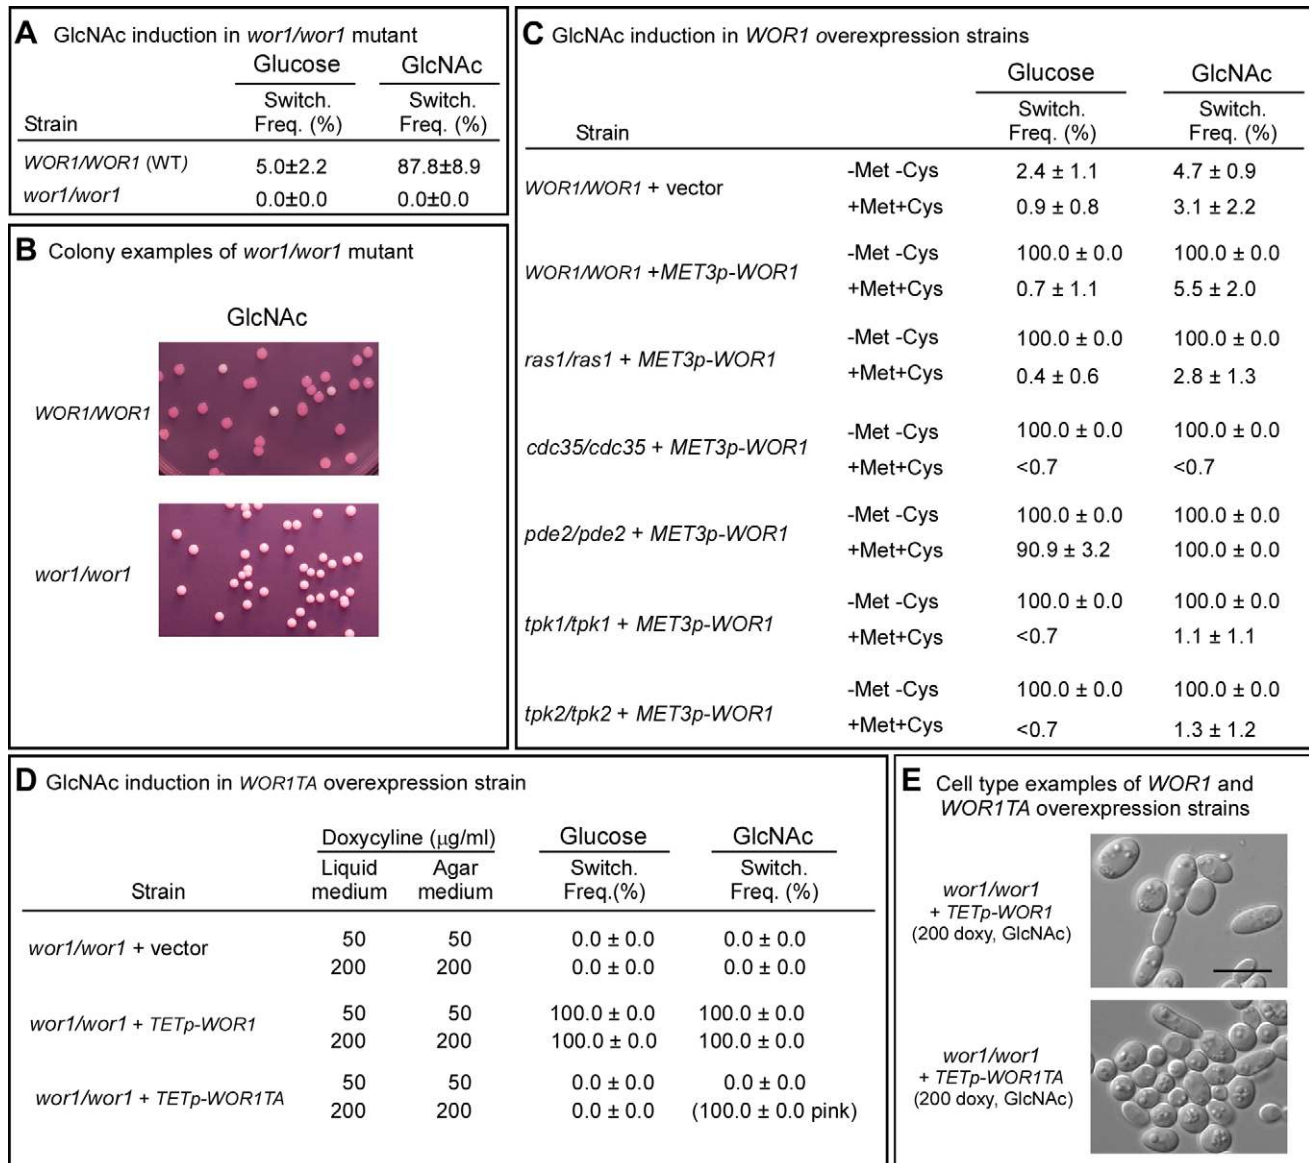 A GlcNAc induction in wor1/wor1 mutant
Glucose GlcNAc
Switch. Switch.
Strain Freq. (%) Freq. (%)
WOR1/WOR1 (WT) 5.0±2.2 87.8±8.9
wor1/wor1 0.0±0.0 0.0±0.0
B Colony examples of wor1/wor1 mutant
GlcNAc
WOR1/WOR1
wor1/wor1
C GlcNAc induction in WOR1 overexpression strains
Glucose GlcNAc
Switch. Switch.
Strain Freq. (%) Freq. (%)
WOR1/WOR1 + vector -Met -Cys 2.4 ± 1.1 4.7 ± 0.9
+Met+Cys 0.9 ± 0.8 3.1 ± 2.2
WOR1/WOR1 +MET3p-WOR1 -Met -Cys 100.0 ± 0.0 100.0 ± 0.0
+Met+Cys 0.7 ± 1.1 5.5 ± 2.0
ras1/ras1 + MET3p-WOR1 -Met -Cys 100.0 ± 0.0 100.0 ± 0.0
+Met+Cys 0.4 ± 0.6 2.8 ± 1.3
cdc35/cdc35 + MET3p-WOR1 -Met -Cys 100.0 ± 0.0 100.0 ± 0.0
+Met+Cys <0.7 <0.7
pde2/pde2 + MET3p-WOR1 -Met -Cys 100.0 ± 0.0 100.0 ± 0.0
+Met+Cys 90.9 ± 3.2 100.0 ± 0.0
tpk1/tpk1 + MET3p-WOR1 -Met -Cys 100.0 ± 0.0 100.0 ± 0.0
+Met+Cys <0.7 1.1 ± 1.1
tpk2/tpk2 + MET3p-WOR1 -Met -Cys 100.0 ± 0.0 100.0 ± 0.0
+Met+Cys <0.7 1.3 ± 1.2
D GlcNAc induction in WOR1TA overexpression strain
Doxycyline (µg/ml) Glucose GlcNAc
Liquid Agar Switch. Switch.
Strain medium medium Freq.(%) Freq. (%)
wor1/wor1 + vector 50 50 0.0 ± 0.0 0.0 ± 0.0
200 200 0.0 ± 0.0 0.0 ± 0.0
wor1/wor1 + TETp-WOR1 50 50 100.0 ± 0.0 100.0 ± 0.0
200 200 100.0 ± 0.0 100.0 ± 0.0
wor1/wor1 + TETp-WOR1TA 50 50 0.0 ± 0.0 0.0 ± 0.0
200 200 0.0 ± 0.0 (100.0 ± 0.0 pink)
E Cell type examples of WOR1 and
WOR1TA overexpression strains
wor1/wor1
+ TETp-WOR1
(200 doxy, GlcNAc)
wor1/wor1
+ TETp-WOR1TA
(200 doxy, GlcNAc)